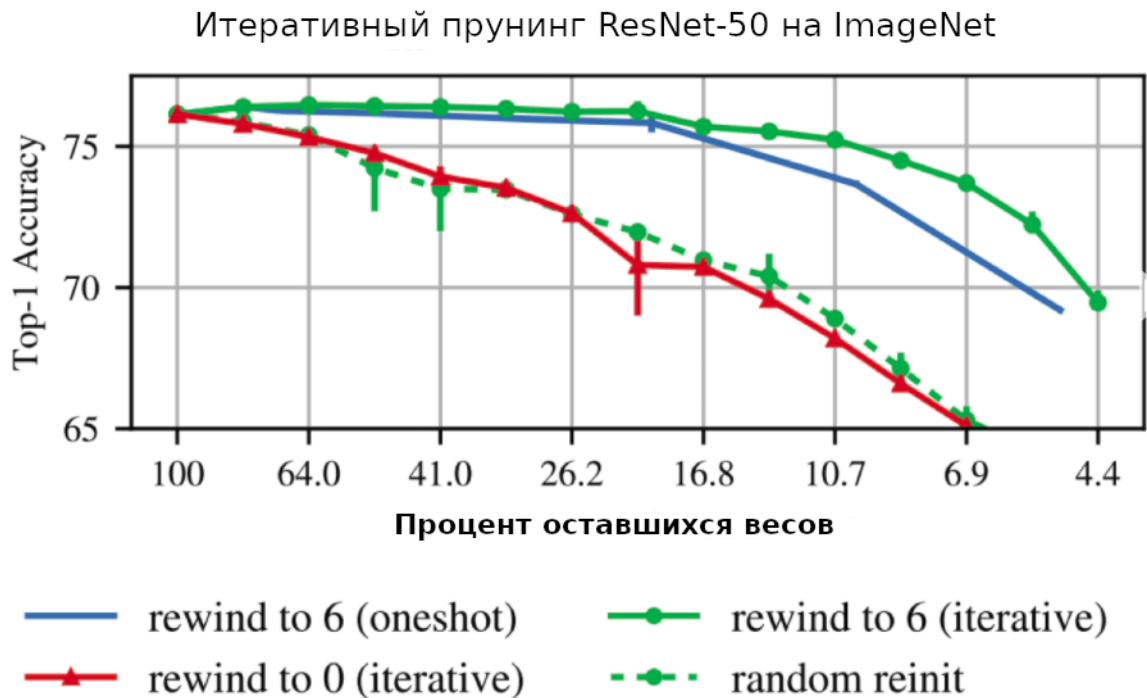 Итеративный прунинг ResNet-50 на ImageNet
Top-1 Accuracy
75
70
65
100 64.0 41.0 26.2 16.8 10.7 6.9 4.4
Процент оставшихся весов
rewind to 6 (oneshot) rewind to 6 (iterative)
rewind to 0 (iterative) random reinit